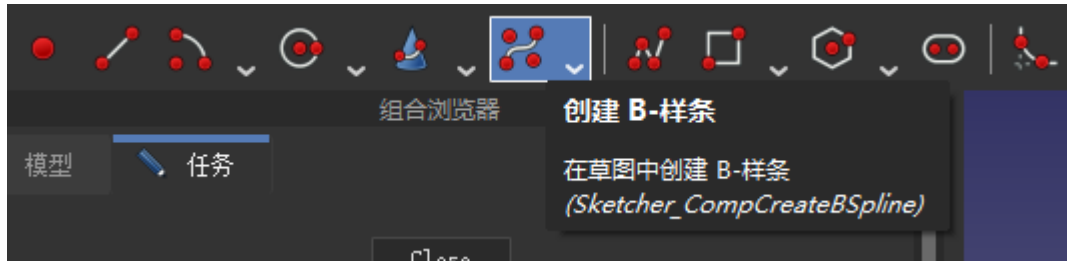 组合浏览器
创建 B-样条
模型
任务
在草图中创建 B-样条
(Sketcher_CompCreateBSpline)